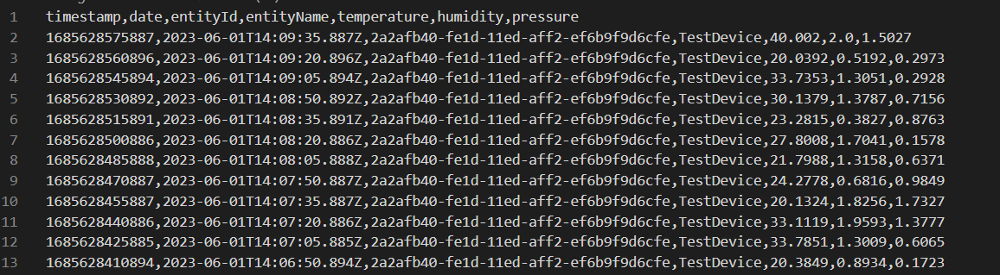 1 timestamp,date,entityId,entityName,temperature,humidity,pressure
2 1685628575887,2023-06-01T14:09:35.887Z,2a2afb40-fe1d-11ed-aff2-ef6b9f9d6cfe,TestDevice,40.002,2.0,1.5027
3 1685628560896,2023-06-01T14:09:20.896Z,2a2afb40-fe1d-11ed-aff2-ef6b9f9d6cfe,TestDevice,20.0392,0.5192,0.2973
4 1685628545894,2023-06-01T14:09:05.894Z,2a2afb40-fe1d-11ed-aff2-ef6b9f9d6cfe,TestDevice,33.7353,1.3051,0.2928
5 1685628530892,2023-06-01T14:08:50.892Z,2a2afb40-fe1d-11ed-aff2-ef6b9f9d6cfe,TestDevice,30.1379,1.3787,0.7156
6 1685628515891,2023-06-01T14:08:35.891Z,2a2afb40-fe1d-11ed-aff2-ef6b9f9d6cfe,TestDevice,23.2815,0.3827,0.8763
7 1685628500886,2023-06-01T14:08:20.886Z,2a2afb40-fe1d-11ed-aff2-ef6b9f9d6cfe,TestDevice,27.8008,1.7041,0.1578
8 1685628485888,2023-06-01T14:08:05.888Z,2a2afb40-fe1d-11ed-aff2-ef6b9f9d6cfe,TestDevice,21.7988,1.3158,0.6371
9 1685628470887,2023-06-01T14:07:50.887Z,2a2afb40-fe1d-11ed-aff2-ef6b9f9d6cfe,TestDevice,24.2778,0.6816,0.9849
10 1685628455887,2023-06-01T14:07:35.887Z,2a2afb40-fe1d-11ed-aff2-ef6b9f9d6cfe,TestDevice,20.1324,1.8256,1.7327
11 1685628440886,2023-06-01T14:07:20.886Z,2a2afb40-fe1d-11ed-aff2-ef6b9f9d6cfe,TestDevice,33.1119,1.9593,1.3777
12 1685628425885,2023-06-01T14:07:05.885Z,2a2afb40-fe1d-11ed-aff2-ef6b9f9d6cfe,TestDevice,33.7851,1.3009,0.6065
13 1685628410894,2023-06-01T14:06:50.894Z,2a2afb40-fe1d-11ed-aff2-ef6b9f9d6cfe,TestDevice,20.3849,0.8934,0.1723